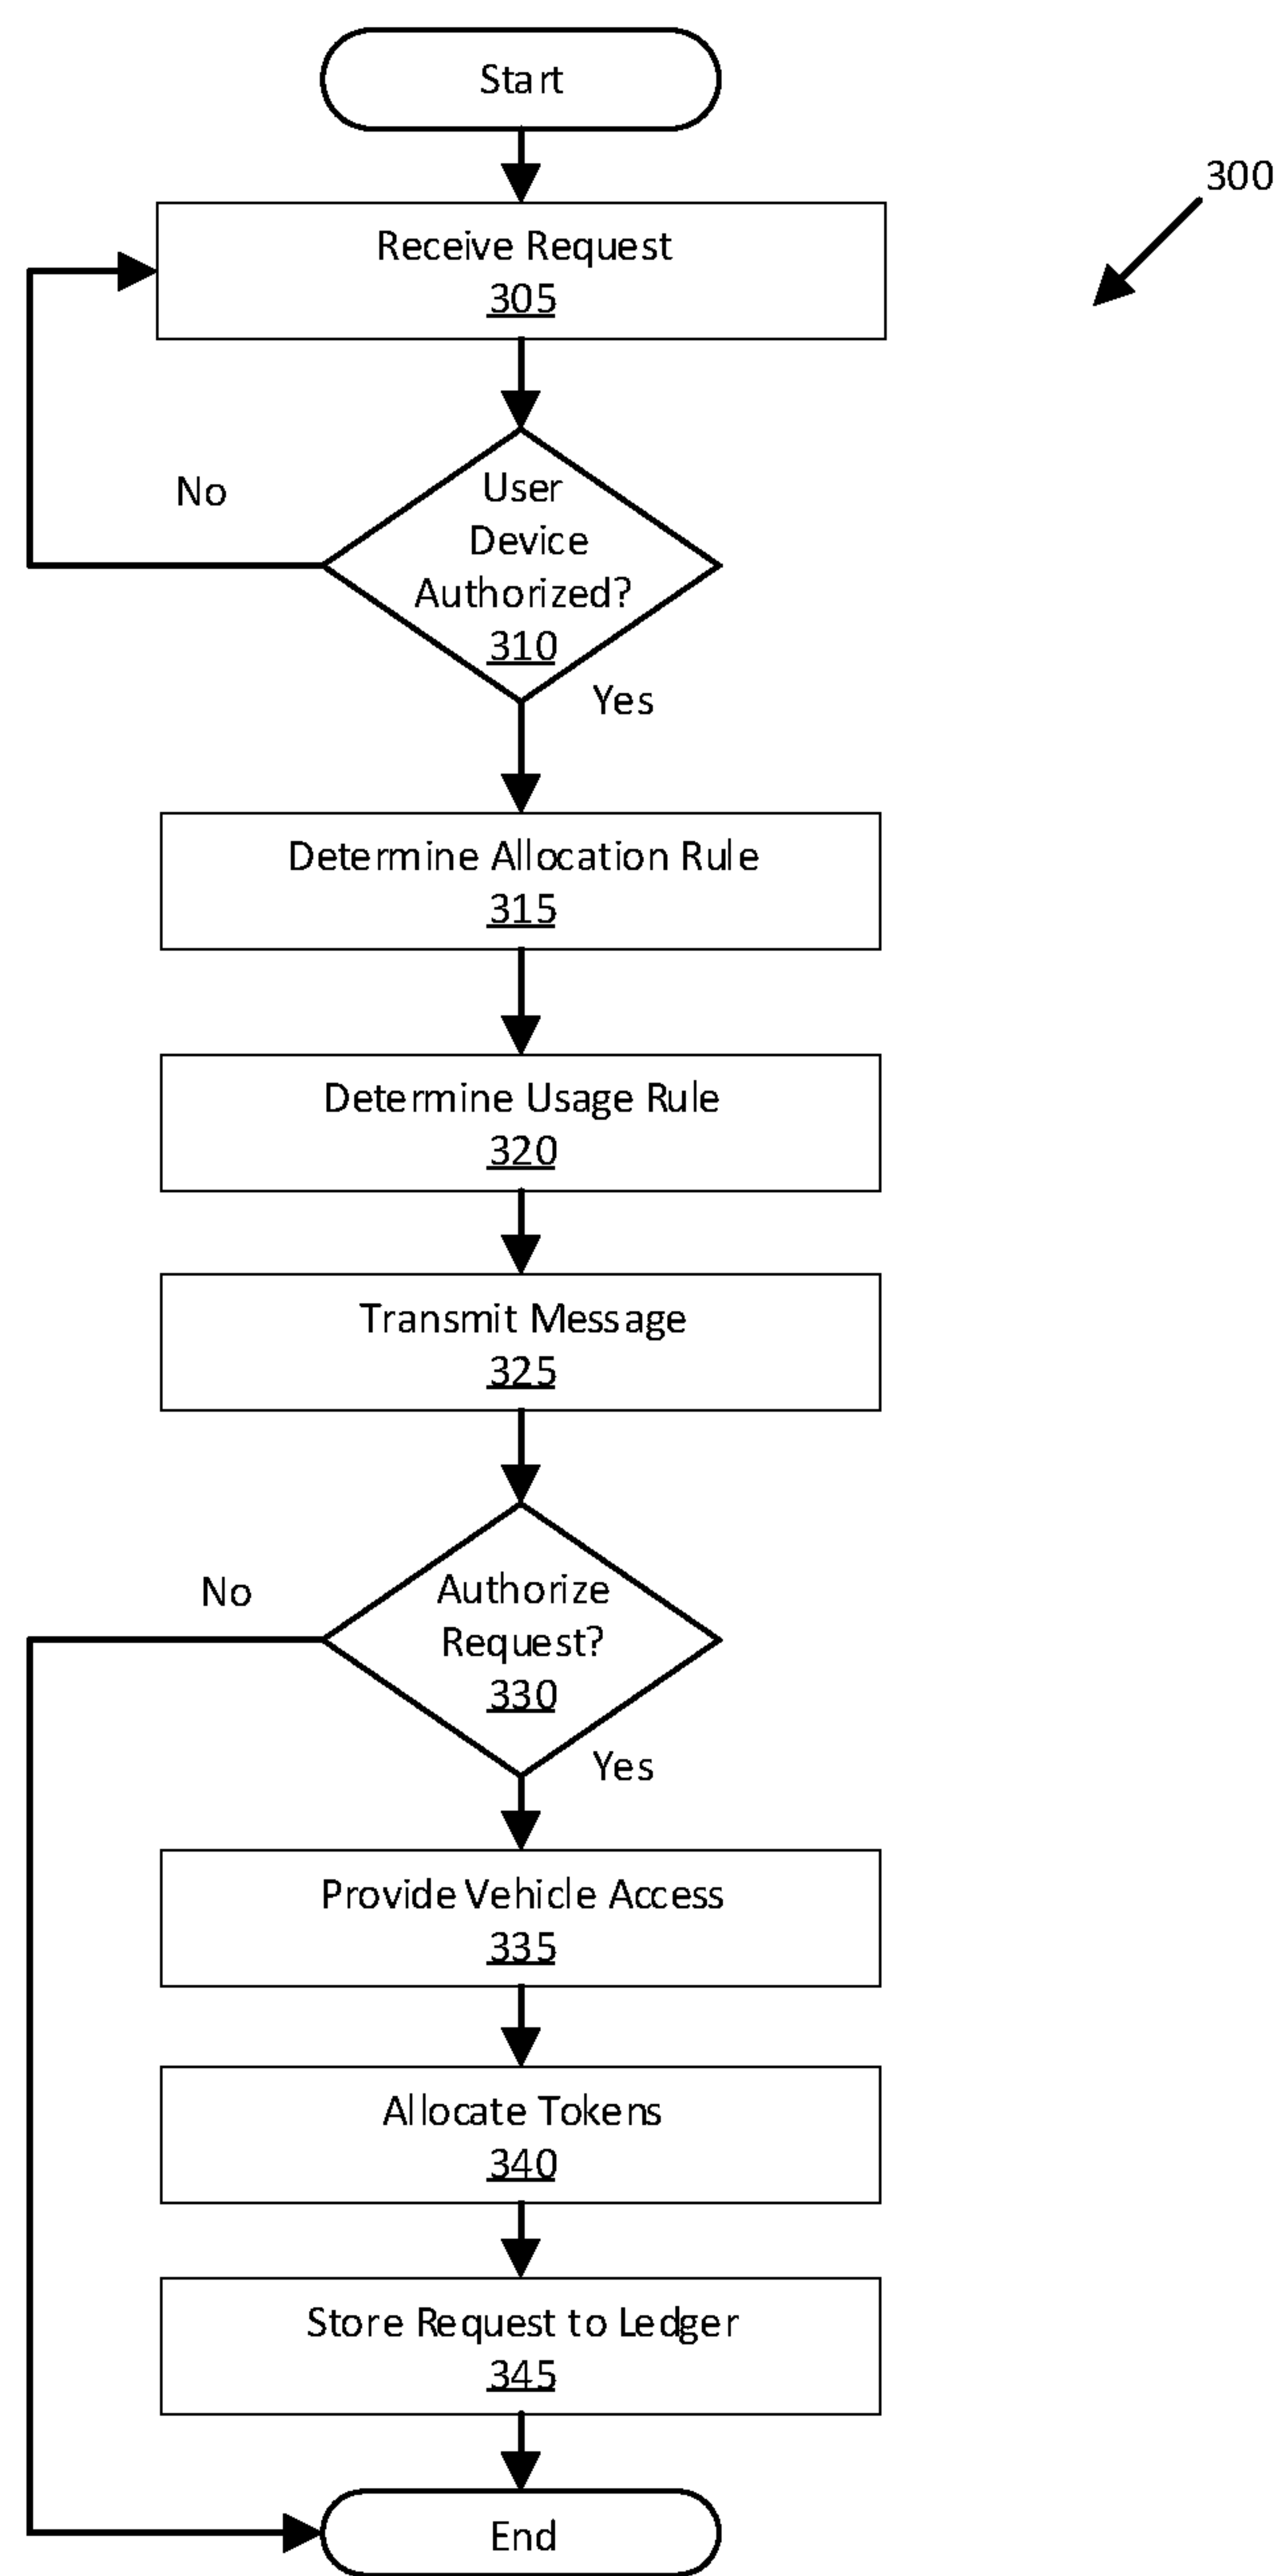 Start
300
Receive Request
305
No
User
Device
Authorized?
310
Yes
Determine Allocation Rule
315
Determine Usage Rule
320
Transmit Message
325
No
Authorize
Request?
330
Yes
Provide Vehicle Access
335
Allocate Tokens
340
Store Request to Ledger
345
End